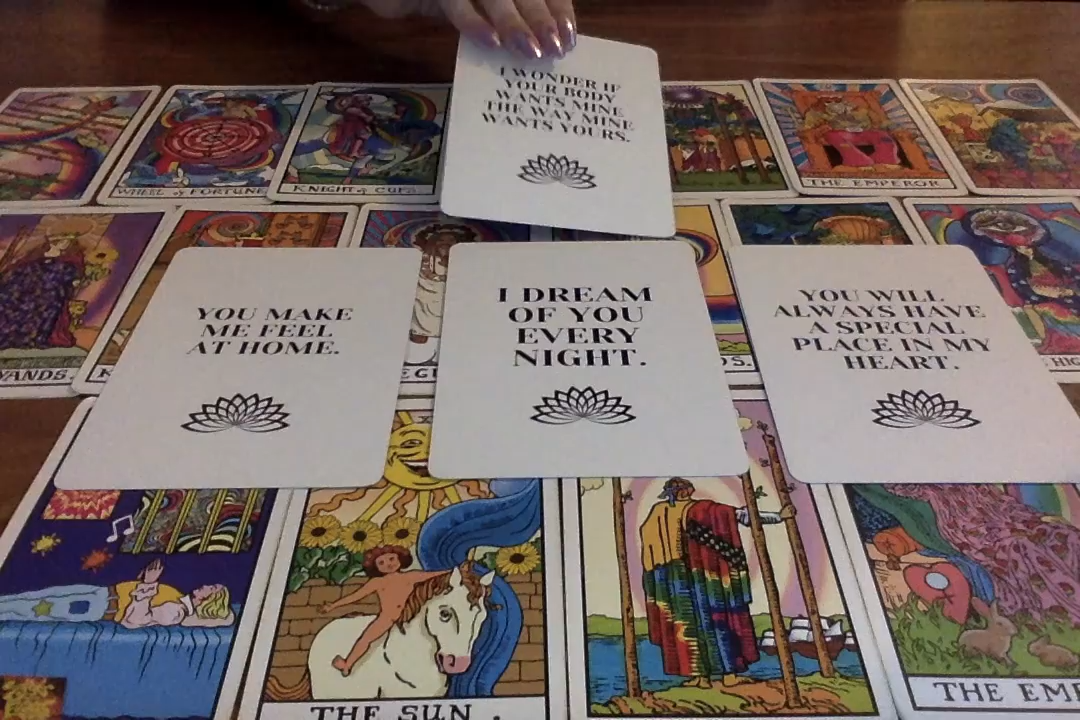 I WONDER IF
YOUR BODY
WANTS MINE
THE WAY MINE
WANTS YOURS.
WHEEL of FORTUNE
KNIGHT of CUPS
THE EMPEROR
YOU MAKE
ME FEEL
AT HOME.
I DREAM
OF YOU
EVERY
NIGHT.
YOU WILL
ALWAYS HAVE
A SPECIAL
PLACE IN MY
HEART.
WANDS
HIG
THE SUN.
THE EMP